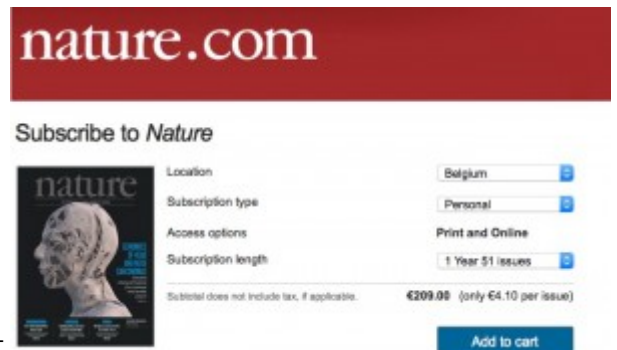 nature.com
Subscribe to Nature
nature
Location
Belgium
Subscription type
Personal
Access options
Print and Online
Subscription length
1 Year 51 issues
Subtotal does not include tax, if applicable.
€209.00 (only €4.10 per issue)
Add to cart